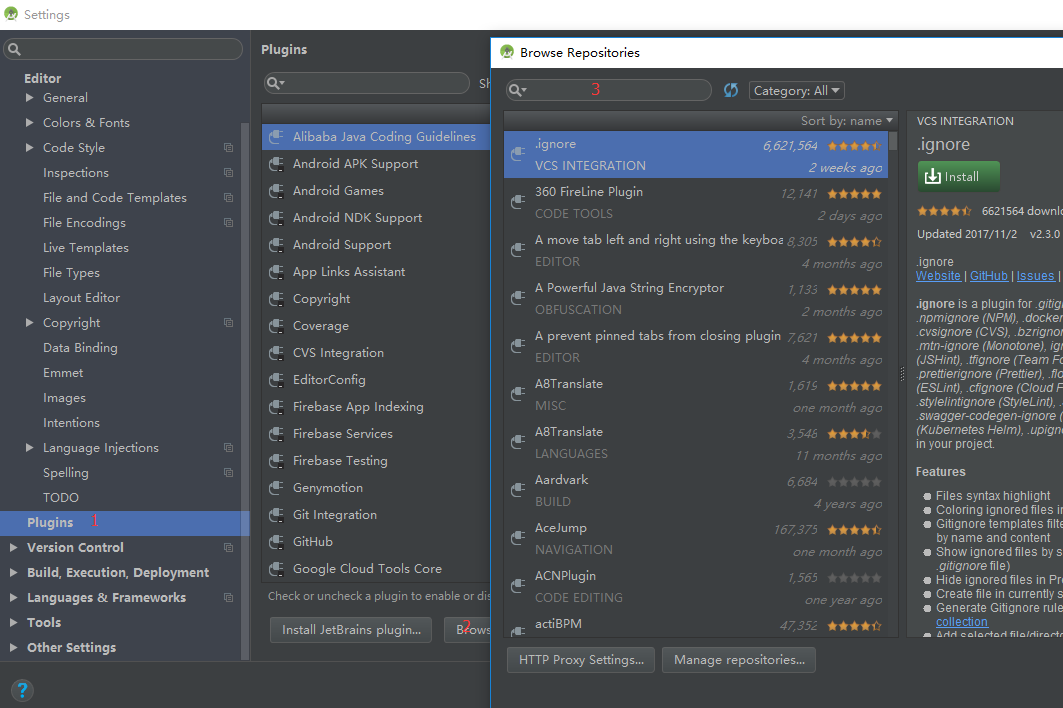 Settings
Editor
General
Colors & Fonts
Code Style
Inspections
File and Code Templates
File Encodings
Live Templates
File Types
Layout Editor
Copyright
Data Binding
Emmet
Images
Intentions
Language Injections
Spelling
TODO
Plugins 1
Version Control
Build, Execution, Deployment
Languages & Frameworks
Tools
Other Settings
?
Plugins
Sh
Alibaba Java Coding Guidelines
Android APK Support
Android Games
Android NDK Support
Android Support
App Links Assistant
Copyright
Coverage
CVS Integration
EditorConfig
Firebase App Indexing
Firebase Services
Firebase Testing
Genymotion
Git Integration
GitHub
Google Cloud Tools Core
Check or uncheck a plugin to enable or dis
Install JetBrains plugin...
Brows 2
Browse Repositories
3
Category: All
Sort by: name
.ignore 6,621,564
VCS INTEGRATION 2 weeks ago
360 FireLine Plugin 12,141
CODE TOOLS 2 days ago
A move tab left and right using the keyboa 8,305
EDITOR 4 months ago
A Powerful Java String Encryptor 1,133
OBFUSCATION 2 months ago
A prevent pinned tabs from closing plugin 7,621
EDITOR 4 months ago
A8Translate 1,619
MISC one month ago
A8Translate 3,548
LANGUAGES 11 months ago
Aardvark 6,684
BUILD 4 years ago
AceJump 167,375
NAVIGATION one month ago
ACNPlugin 1,565
CODE EDITING one year ago
actiBPM 47,352
HTTP Proxy Settings...
Manage repositories...
VCS INTEGRATION
.ignore
Install
6621564 downlo
Updated 2017/11/2 v2.3.0
.ignore
Website | GitHub | Issues |
.ignore is a plugin for .gitig
.npmignore (NPM), .docker
.cvsignore (CVS), .bzrignor
.mtn-ignore (Monotone), ign
(JSHint), .tfignore (Team Fo
.prettierignore (Prettier), .flo
(ESLint), .cfignore (Cloud F
.stylelintignore (StyleLint), .
.swagger-codegen-ignore (
(Kubernetes Helm), .upign
in your project.
Features
Files syntax highlight
Coloring ignored files in
Gitignore templates filte
by name and content
Show ignored files by s
.gitignore file)
Hide ignored files in Pr
Create file in currently s
Generate Gitignore rule
collection
Add selected file/direct